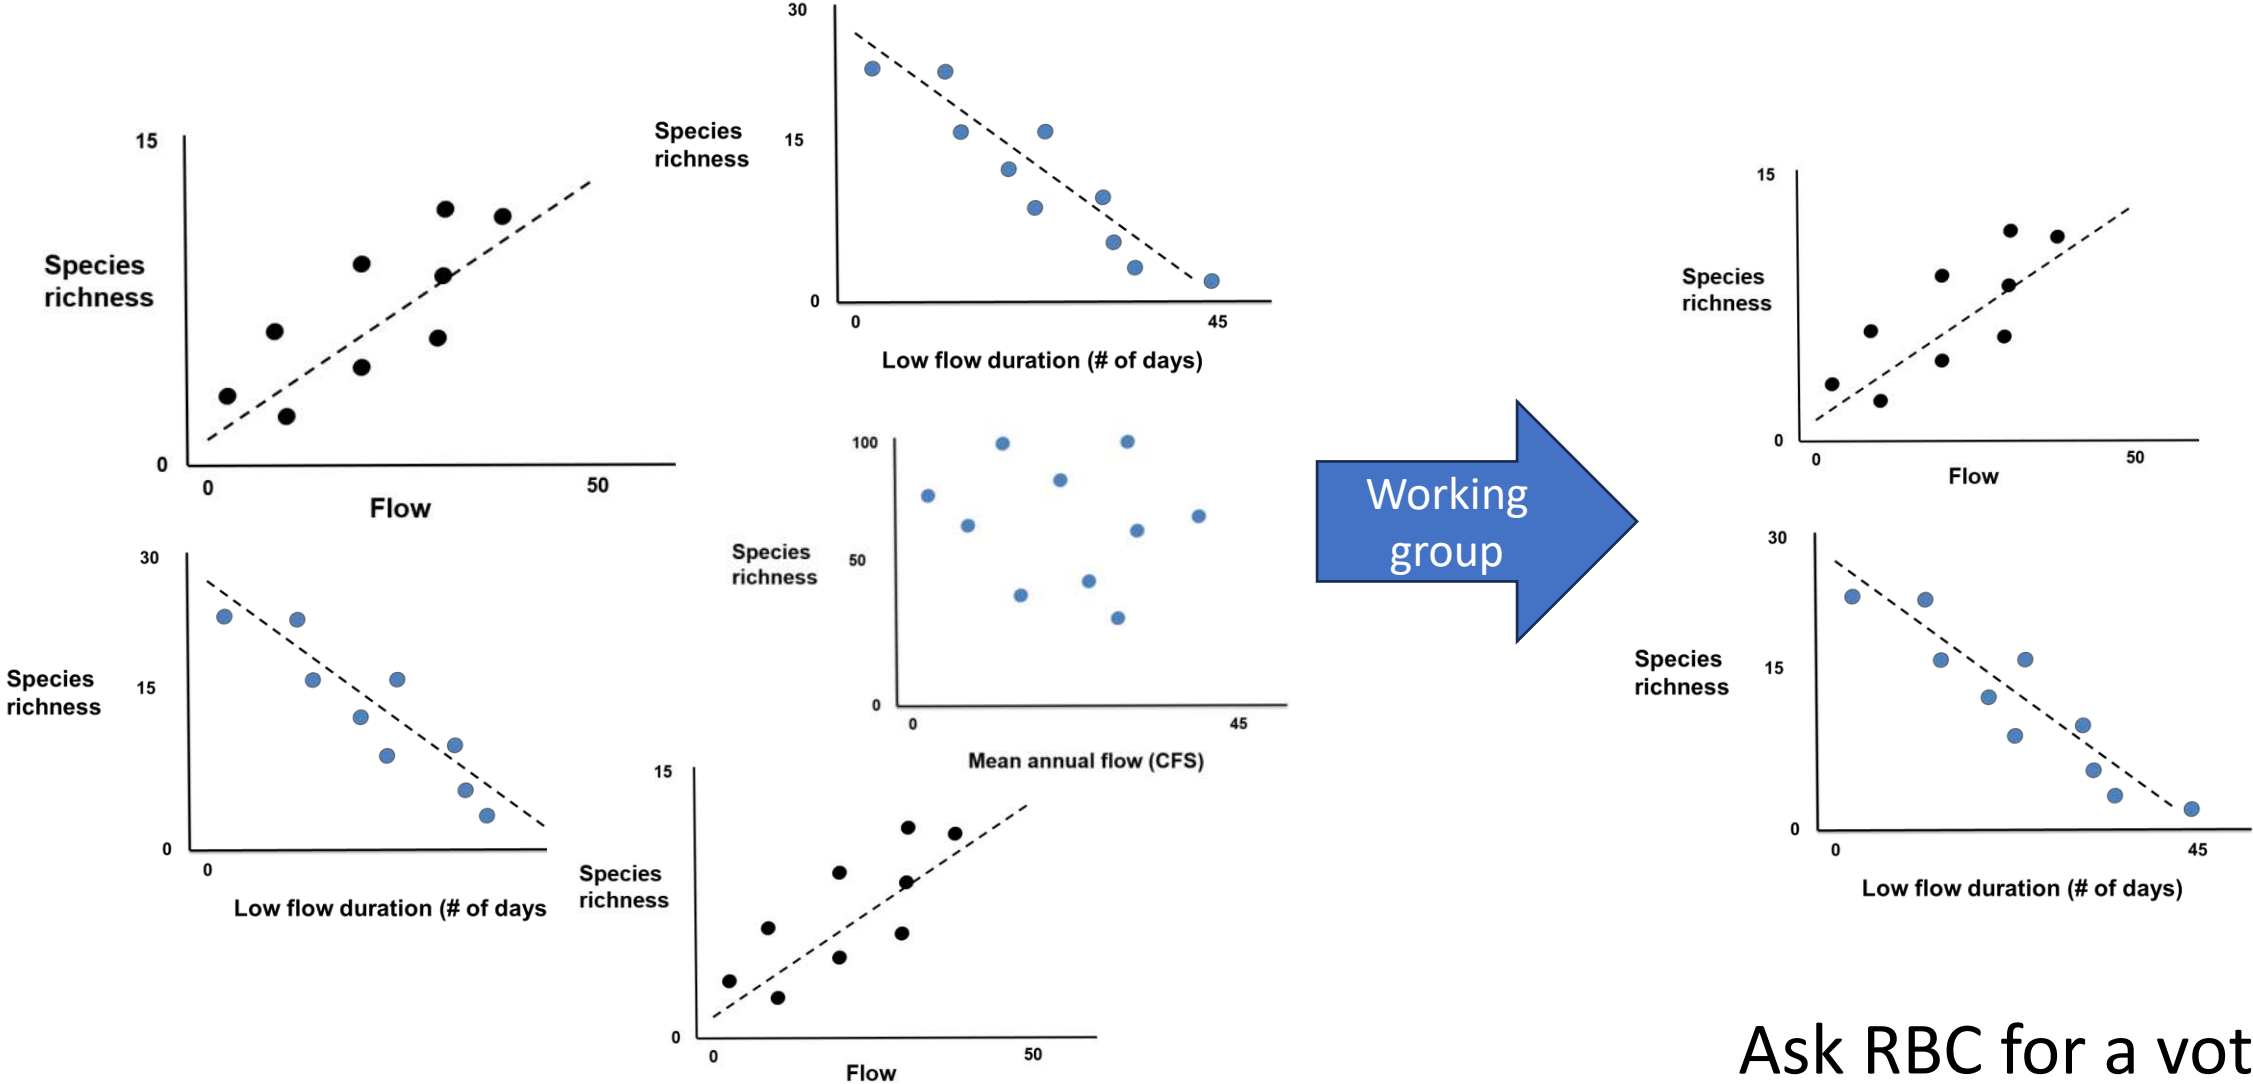 15
Species
richness
0
0
50
Flow
30
Species
richness
15
0
0
45
Low flow duration (# of days)
30
Species
richness
15
0
0
Low flow duration (# of days
100
Species
richness
50
0
0
45
Mean annual flow (CFS)
15
Species
richness
0
0
50
Flow
Working
group
15
Species
richness
0
0
50
Flow
30
Species
richness
15
0
0
45
Low flow duration (# of days)
Ask RBC for a vot